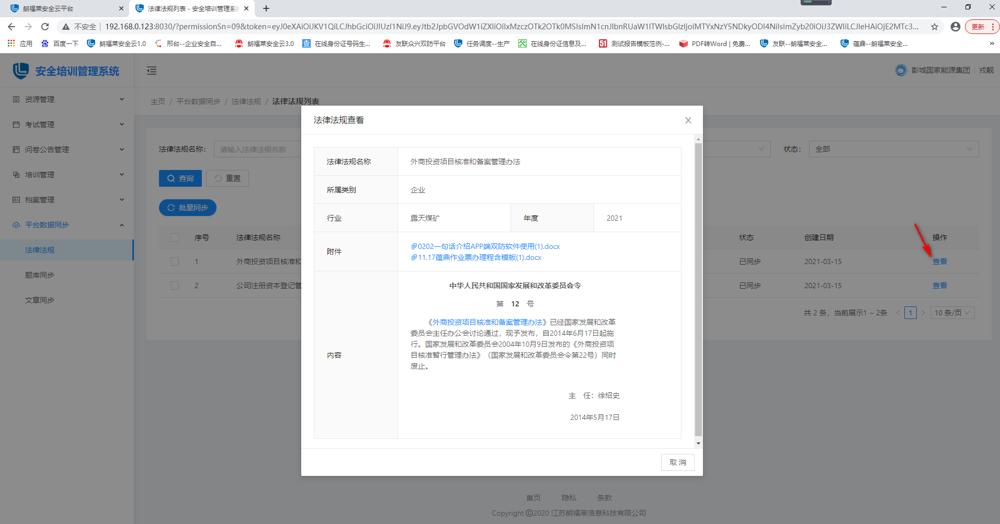 朗福莱安全云平台
法律法规列表 - 安全培训管理系
不安全
192.168.0.123:8030/?permissionSn=09&token=eyJ0eXAiOiJKV1QiLCJhbGciOiJIUzI1NiJ9.eyJtb2JpbGVOdW1iZXIiOiIxMzczOTk2OTk0MSIsImN1cnJlbnRUaW1lTWlsbGlzIjoiMTYxNzY5NDkyODI4NiIsImZyb20iOiJ3ZWIiLCJleHAiOjE2MTc3...
更新
应用
百度一下
朗福莱安全云1.0
邢台--企业安全自...
朗福莱安全云3.0
查
在线身份证号码生...
友联众兴双防平台
任务调度--生产
在线身份证信息及...
51
测试报告模板范例-...
PDF转Word | 免费...
友联--朗福莱安全...
蕴鼎--朗福莱安全...
»
安全培训管理系统
彭城国家能源集团
戎靓
资源管理
考试管理
问卷公告管理
培训管理
档案管理
平台数据同步
法律法规
题库同步
文章同步
主页 / 平台数据同步 / 法律法规 / 法律法规列表
法律法规名称：
请输入法律法规名称
状态：
全部
查询
重置
批量同步
序号
法律法规名称
状态
创建日期
操作
1
外商投资项目核准和
已同步
2021-03-15
查看
2
公司注册资本登记管
已同步
2021-03-15
查看
共 2 条，当前展示1 ~ 2条
< 1 >
10 条/页
法律法规查看
X
法律法规名称
外商投资项目核准和备案管理办法
所属类别
企业
行业
露天煤矿
年度
2021
附件
0202一句话介绍APP端双防软件使用(1).docx
11.17蕴鼎作业票办理程含模板(1).docx
内容
中华人民共和国国家发展和改革委员会令
第 12 号
《外商投资项目核准和备案管理办法》已经国家发展和改革
委员会主任办公会讨论通过，现予发布，自2014年6月17日起施
行。国家发展和改革委员会2004年10月9日发布的《外商投资项
目核准暂行管理办法》（国家发展和改革委员会令第22号）同时
废止。
主 任：徐绍史
2014年5月17日
取 消
首页
隐私
条款
Copyright ©2020 江苏朗福莱信息科技有限公司